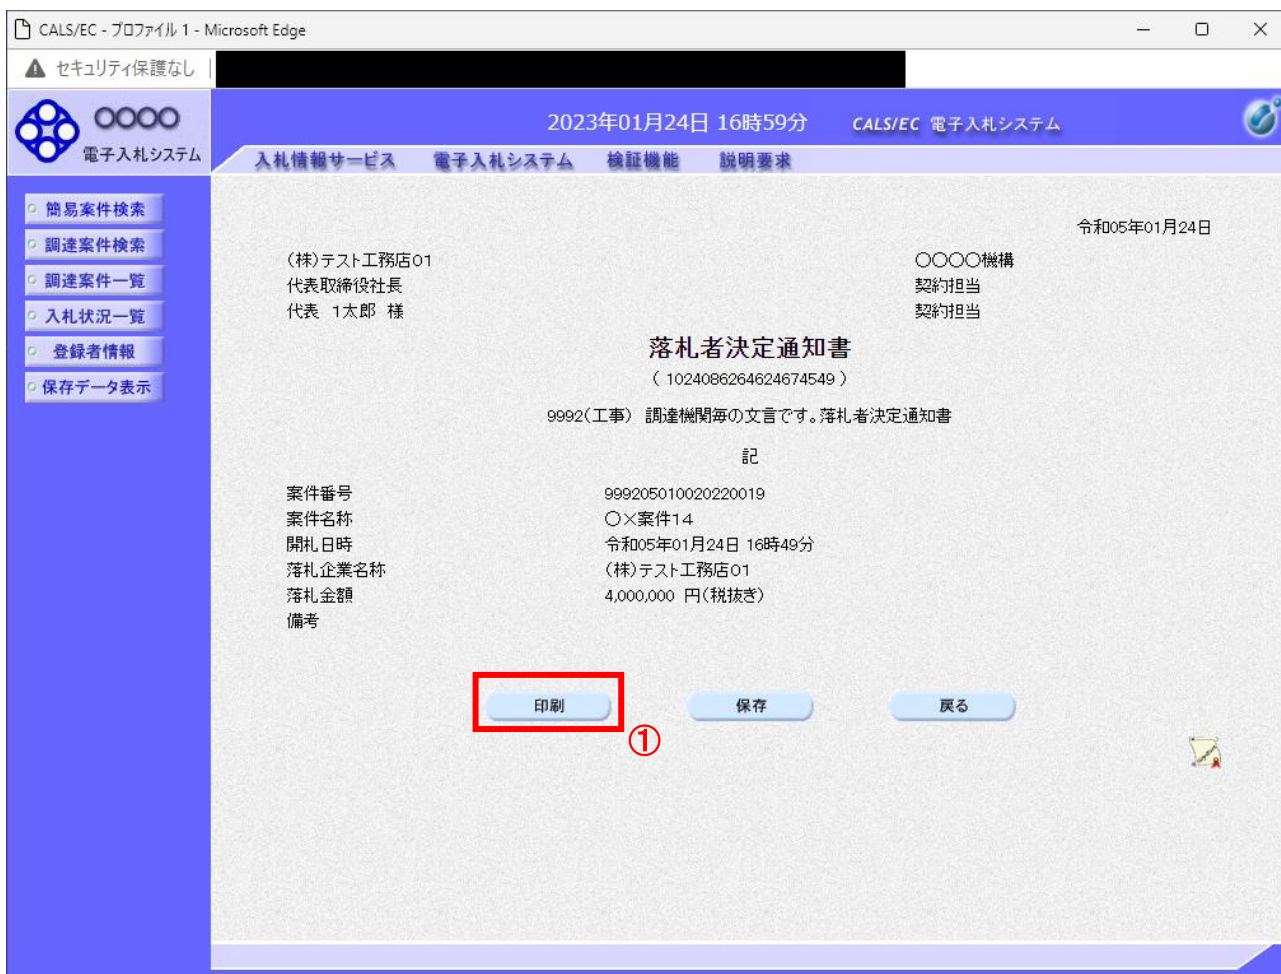 CALS/EC - プロファイル 1 - Microsoft Edge
セキュリティ保護なし
〇〇〇〇
電子入札システム
2023年01月24日 16時59分
CALS/EC 電子入札システム
入札情報サービス 電子入札システム 検証機能 説明要求
簡易案件検索
調達案件検索
調達案件一覧
入札状況一覧
登録者情報
保存データ表示
令和05年01月24日
(株)テスト工務店01 〇〇〇〇機構
代表取締役社長 契約担当
代表 1太郎 様 契約担当
落札者決定通知書
( 1024086264624674549 )
9992(工事) 調達機関毎の文言です。落札者決定通知書
記
案件番号 999205010020220019
案件名称 〇×案件14
開札日時 令和05年01月24日 16時49分
落札企業名称 (株)テスト工務店01
落札金額 4,000,000 円(税抜き)
備考
印刷 保存 戻る
①